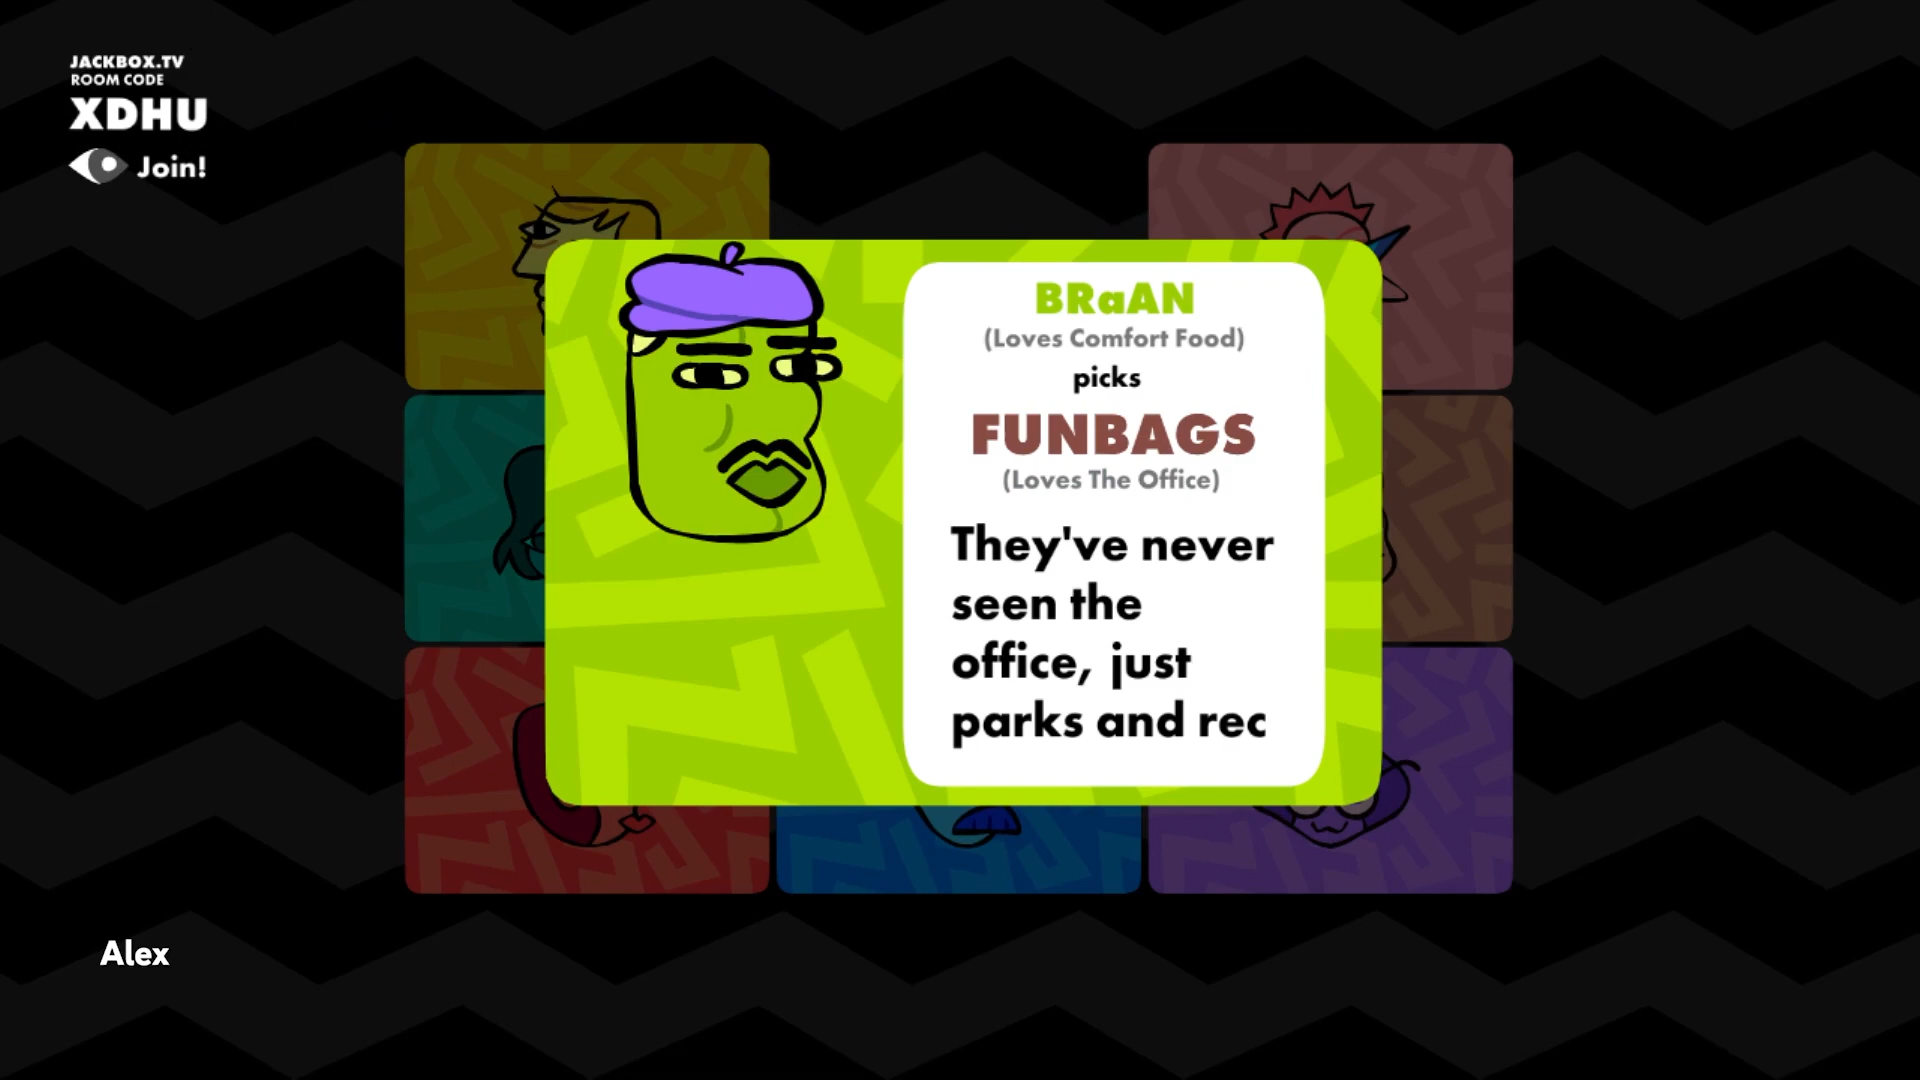 JACKBOX.TV
ROOM CODE
XDHU
Join!
BRaAN
(Loves Comfort Food)
picks
FUNBAGS
(Loves The Office)
They've never
seen the
office, just
parks and rec
Alex